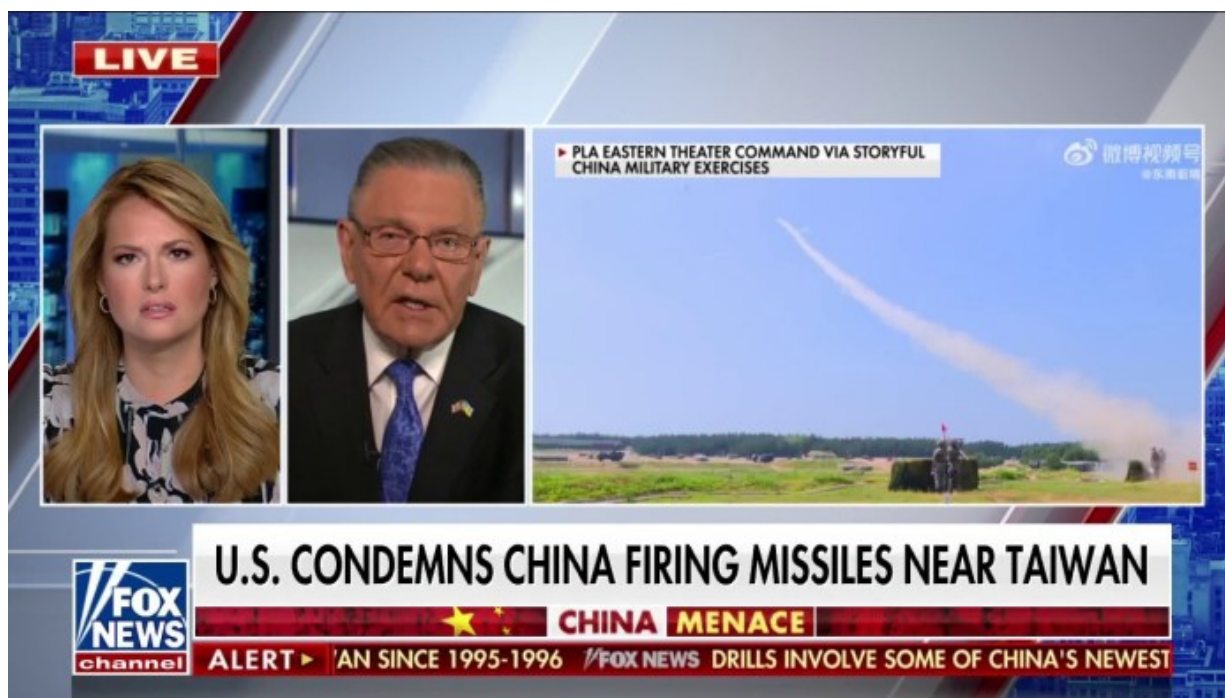 LIVE
PLA EASTERN THEATER COMMAND VIA STORYFUL
CHINA MILITARY EXERCISES
微博视频号
U.S. CONDEMNS CHINA FIRING MISSILES NEAR TAIWAN
CHINA MENACE
FOX
NEWS
channel
ALERT 'AN SINCE 1995-1996 FOX NEWS DRILLS INVOLVE SOME OF CHINA'S NEWEST